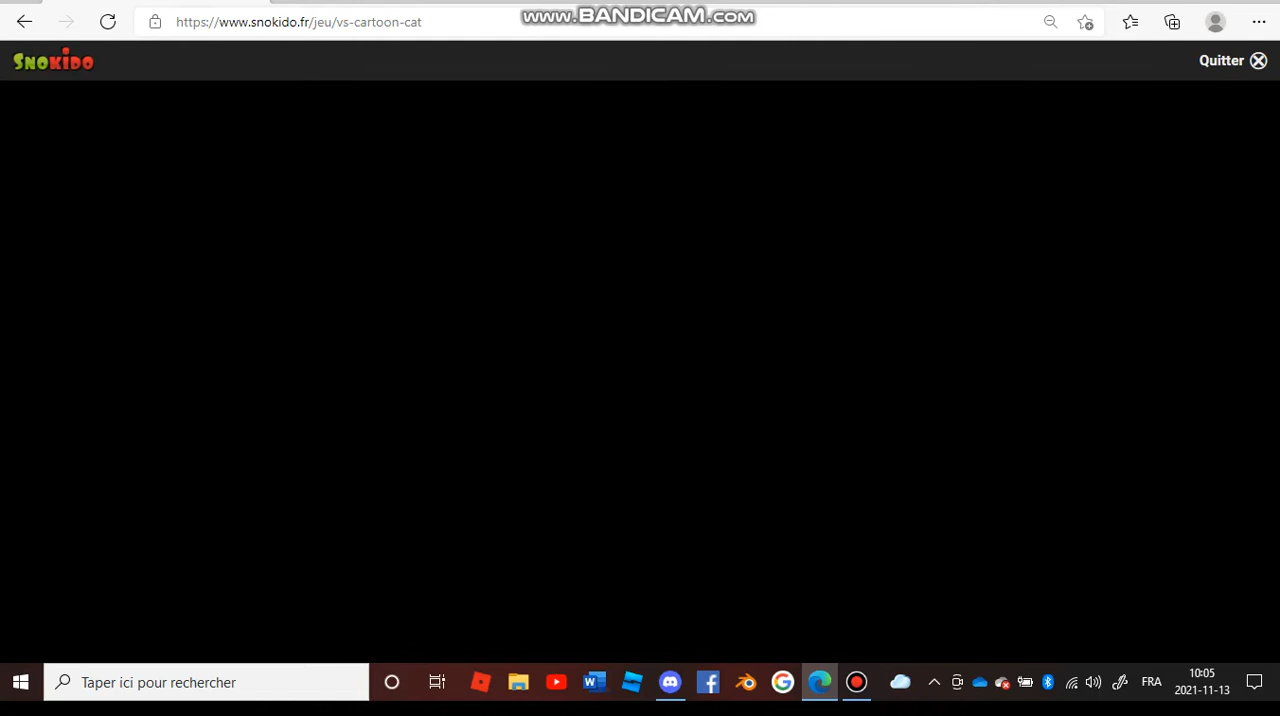 https://www.snokido.fr/jeu/vs-cartoon-cat
www.BANDICAM.com
SNOKIDO
Quitter
Taper ici pour rechercher
FRA
10:05
2021-11-13